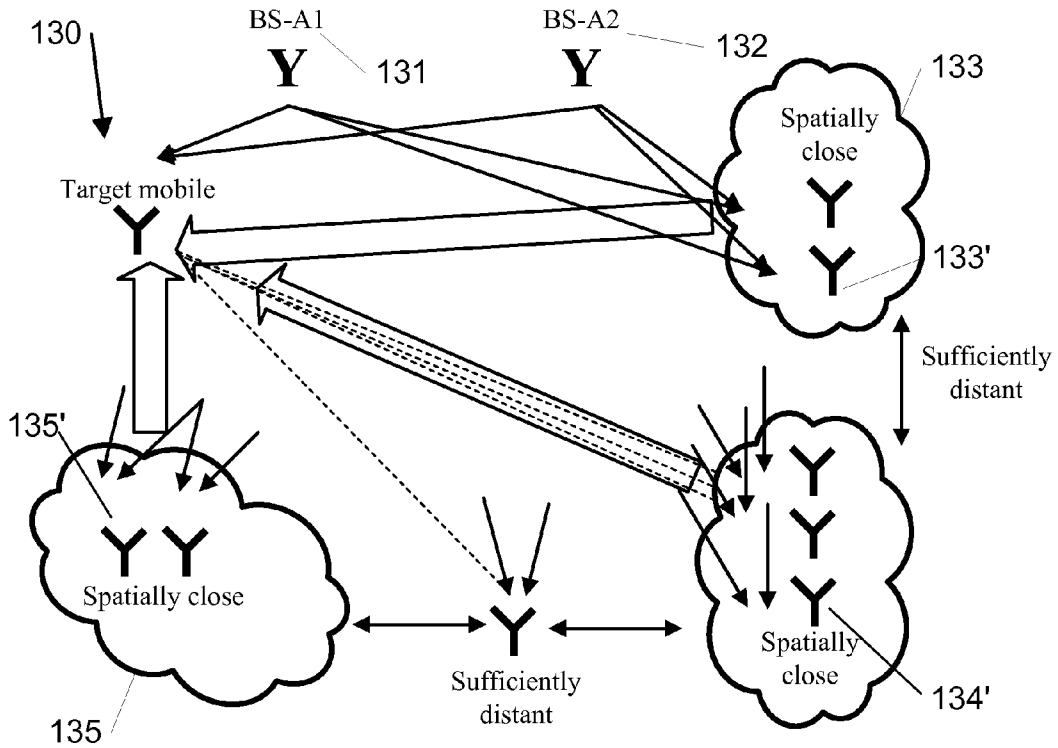 130
BS-A1
131
BS-A2
132
133
Spatially
close
133'
Target mobile
Sufficiently
distant
135'
Spatially close
135
Sufficiently
distant
Spatially
close
134'